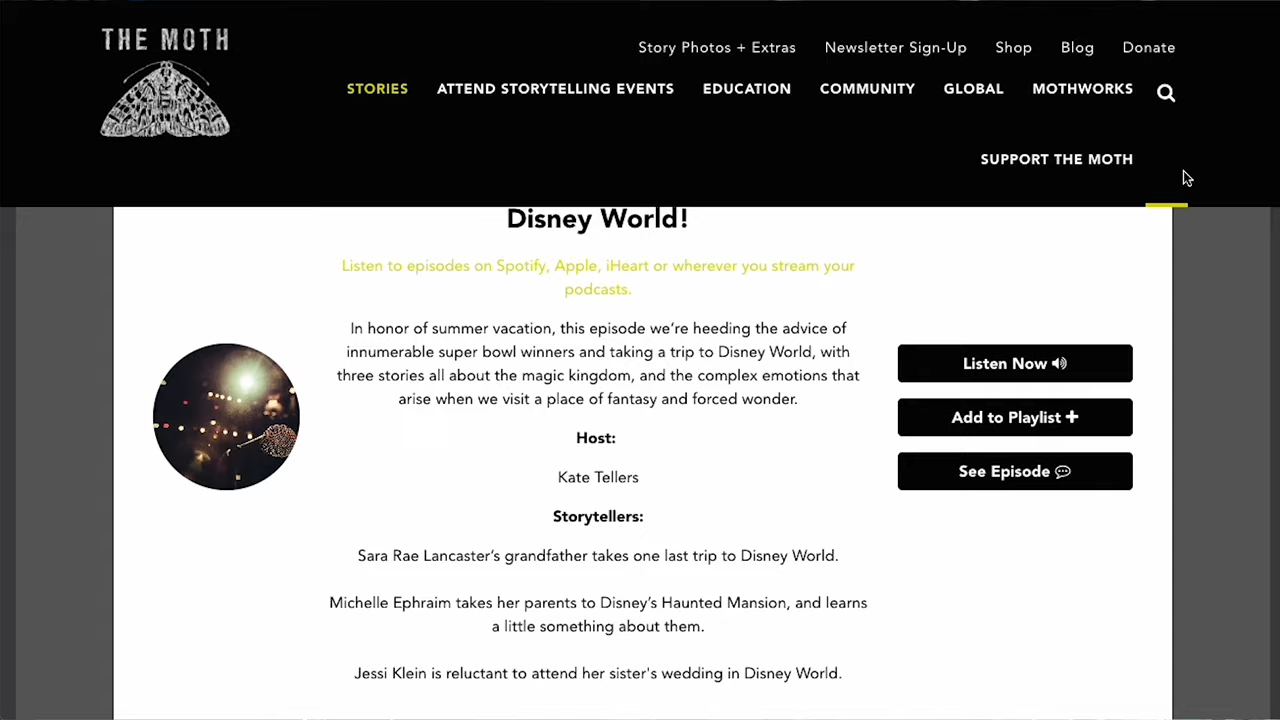 THE MOTH
Story Photos + Extras Newsletter Sign-Up Shop Blog Donate
STORIES ATTEND STORYTELLING EVENTS EDUCATION COMMUNITY GLOBAL MOTHWORKS
SUPPORT THE MOTH
Disney World!
Listen to episodes on Spotify, Apple, iHeart or wherever you stream your
podcasts.
In honor of summer vacation, this episode we're heeding the advice of
innumerable super bowl winners and taking a trip to Disney World, with
three stories all about the magic kingdom, and the complex emotions that
arise when we visit a place of fantasy and forced wonder.
Host:
Kate Tellers
Storytellers:
Sara Rae Lancaster's grandfather takes one last trip to Disney World.
Michelle Ephraim takes her parents to Disney's Haunted Mansion, and learns
a little something about them.
Jessi Klein is reluctant to attend her sister's wedding in Disney World.
Listen Now
Add to Playlist +
See Episode